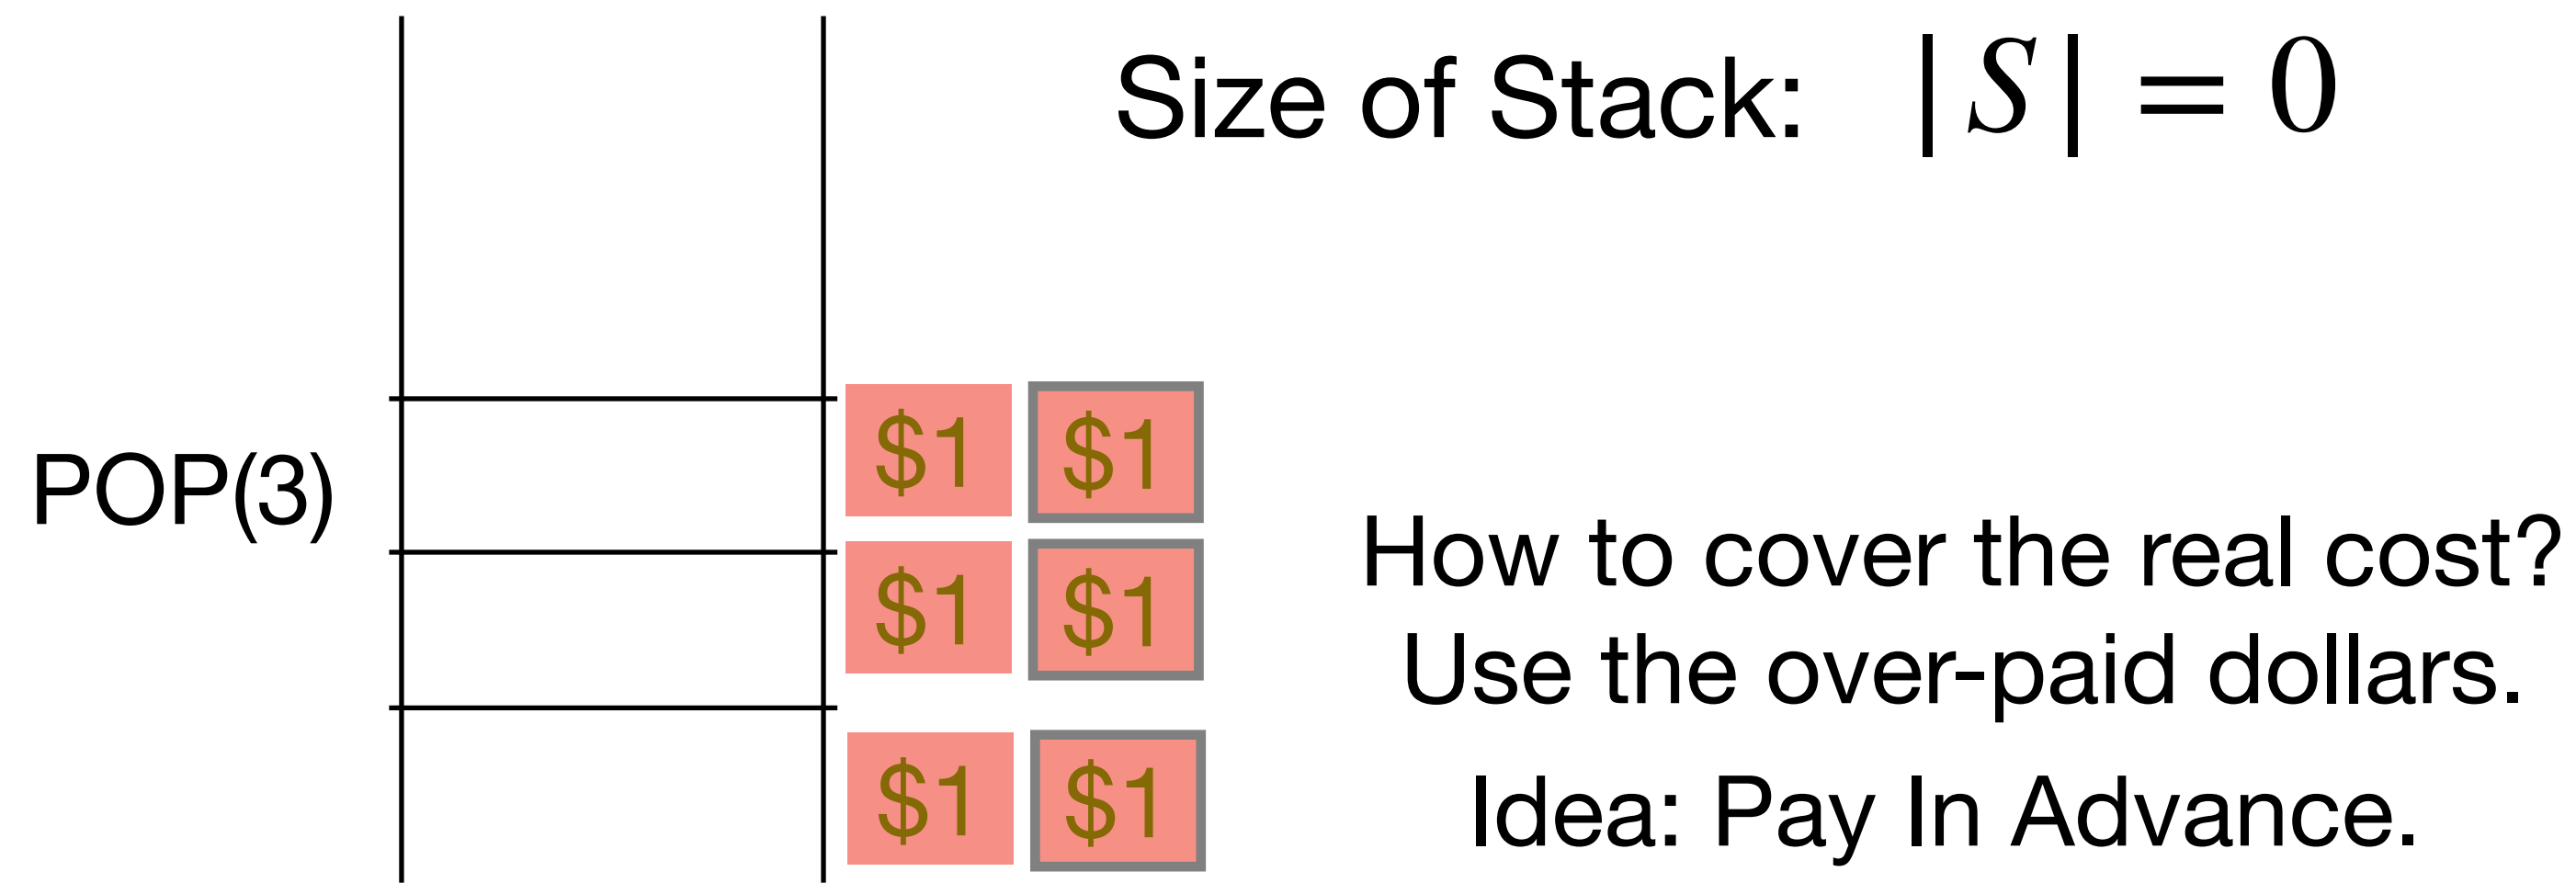 Size of Stack: |S| = 0
$1 $1
POP(3)
$1 $1
$1 $1
How to cover the real cost?
Use the over-paid dollars.
Idea: Pay In Advance.